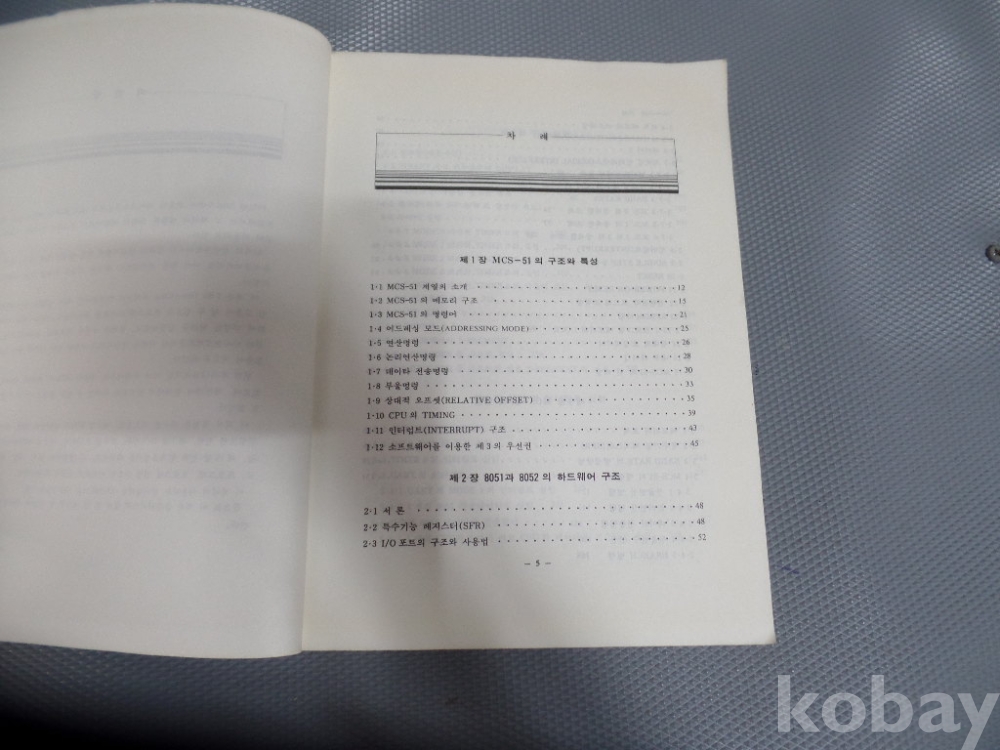 차 례
제 1 장 MCS-51 의 구조와 특성
1·1 MCS-51 계열의 소개 12
1·2 MCS-51 의 메모리 구조 15
1·3 MCS-51 의 명령어 21
1·4 어드레싱 모드(ADDRESSING MODE) 25
1·5 연산명령 26
1·6 논리연산명령 28
1·7 데이타 전송명령 30
1·8 부울명령 33
1·9 상대적 오프셋(RELATIVE OFFSET) 35
1·10 CPU 의 TIMING 39
1·11 인터럽트(INTERRUPT) 구조 43
1·12 소프트웨어를 이용한 제 3 의 우선권 45
제 2 장 8051 과 8052 의 하드웨어 구조
2·1 서 론 48
2·2 특수기능 레지스터(SFR) 48
2·3 I/O 포트의 구조와 사용법 52
- 5 -
kobay